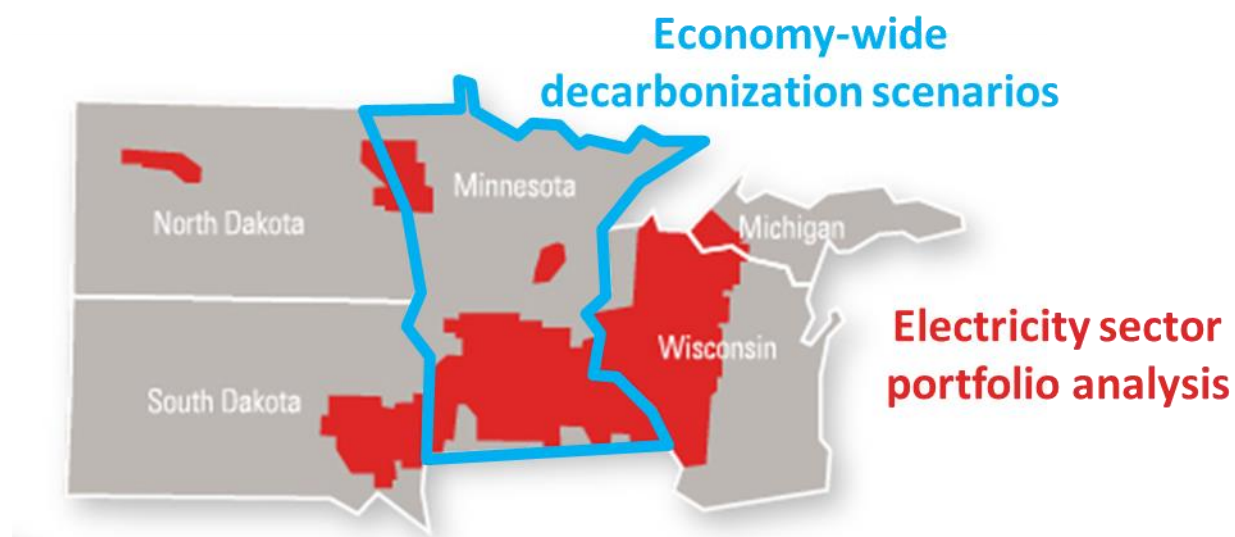 Economy-wide
decarbonization scenarios
Minnesota
North Dakota
Michigan
Electricity sector
portfolio analysis
Wisconsin
South Dakota